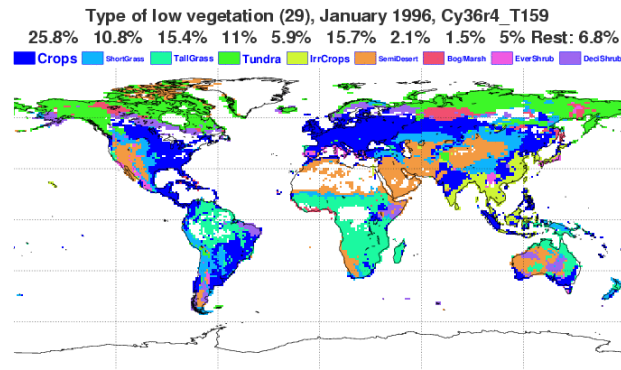 Type of low vegetation (29), January 1996, Cy36r4_T159
25.8% 10.8% 15.4% 11% 5.9% 15.7% 2.1% 1.5% 5% Rest: 6.8%
Crops ShortGrass TallGrass Tundra IrrCrops SemiDesert Bog/Marsh EverShrub DeciShrub